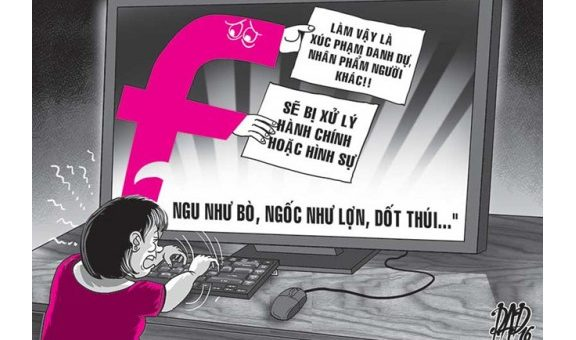 LÀM VẬY LÀ
XÚC PHẠM DANH DỰ,
NHÂN PHẨM NGƯỜI
KHÁC!!
SẼ BỊ XỬ LÝ
HÀNH CHÍNH
HOẶC HÌNH SỰ
NGU NHƯ BÒ, NGỐC NHƯ LỢN, DỐT THÚI..."